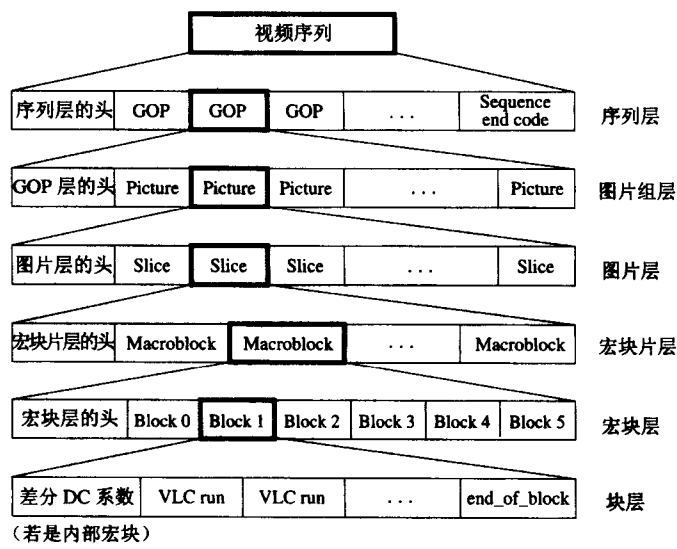 视频序列
序列层的头 GOP GOP GOP ... Sequence end code 序列层
GOP 层的头 Picture Picture Picture ... Picture 图片组层
图片层的头 Slice Slice Slice ... Slice 图片层
宏块片层的头 Macroblock Macroblock ... Macroblock 宏块片层
宏块层的头 Block 0 Block 1 Block 2 Block 3 Block 4 Block 5 宏块层
差分 DC 系数 VLC run VLC run ... end_of_block 块层
(若是内部宏块)